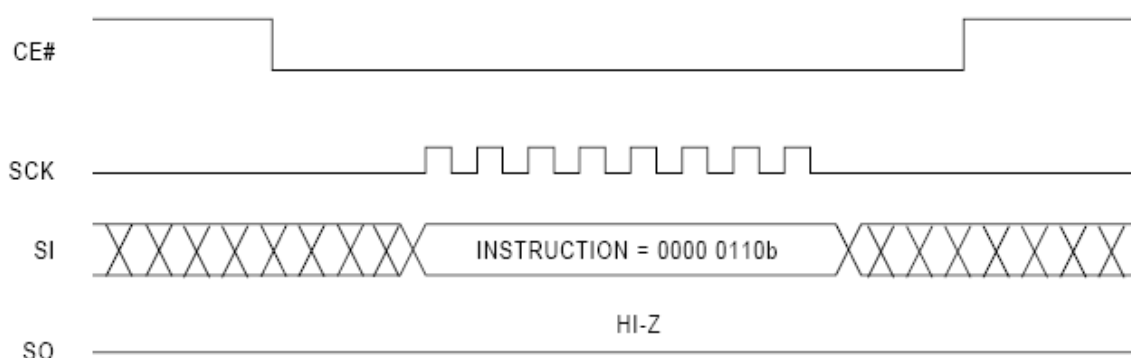 CE#
SCK
SI
INSTRUCTION = 0000 0110b
HI-Z
SO